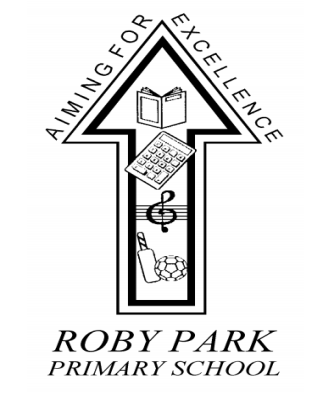 AIMING FOR EXCELLENCE
ROBY PARK
PRIMARY SCHOOL